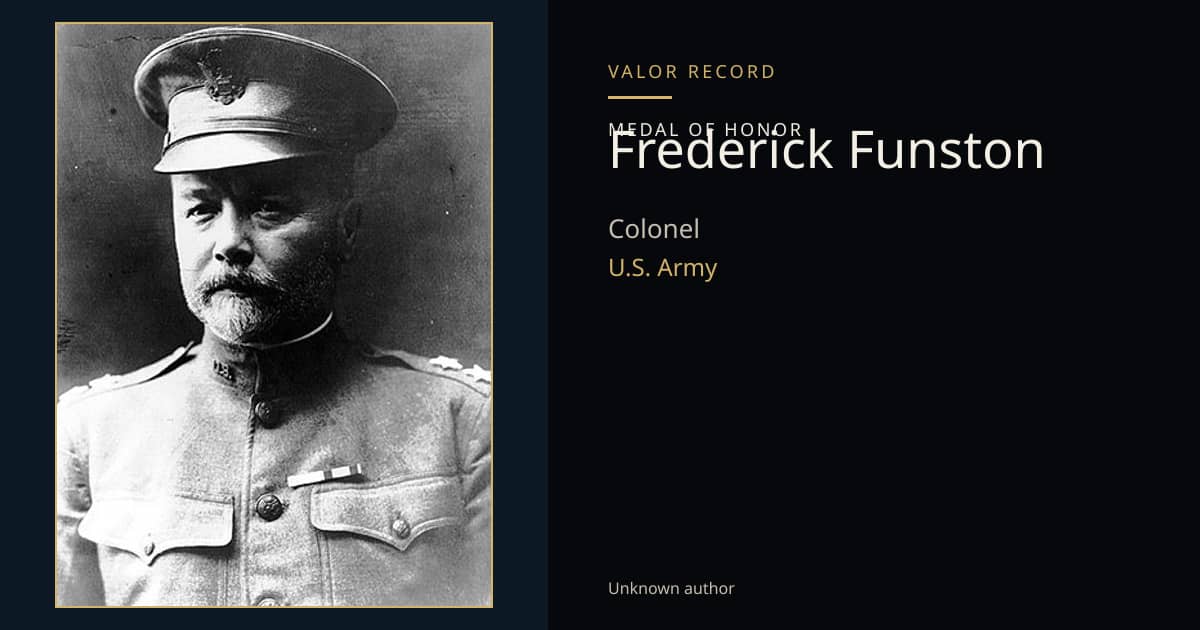 VALOR RECORD
MEDAL OF HONOR
Frederick Funston
Colonel
U.S. Army
Unknown author